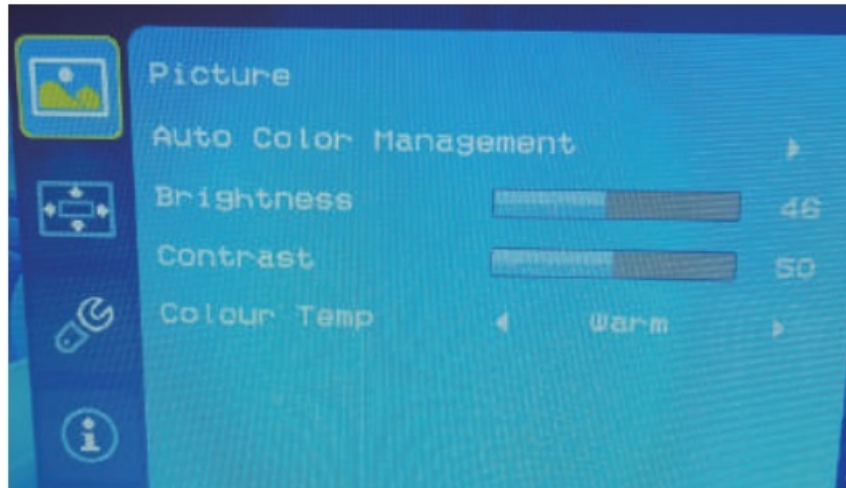 Picture
Auto Color Management
Brightness 46
Contrast 50
Colour Temp Warm